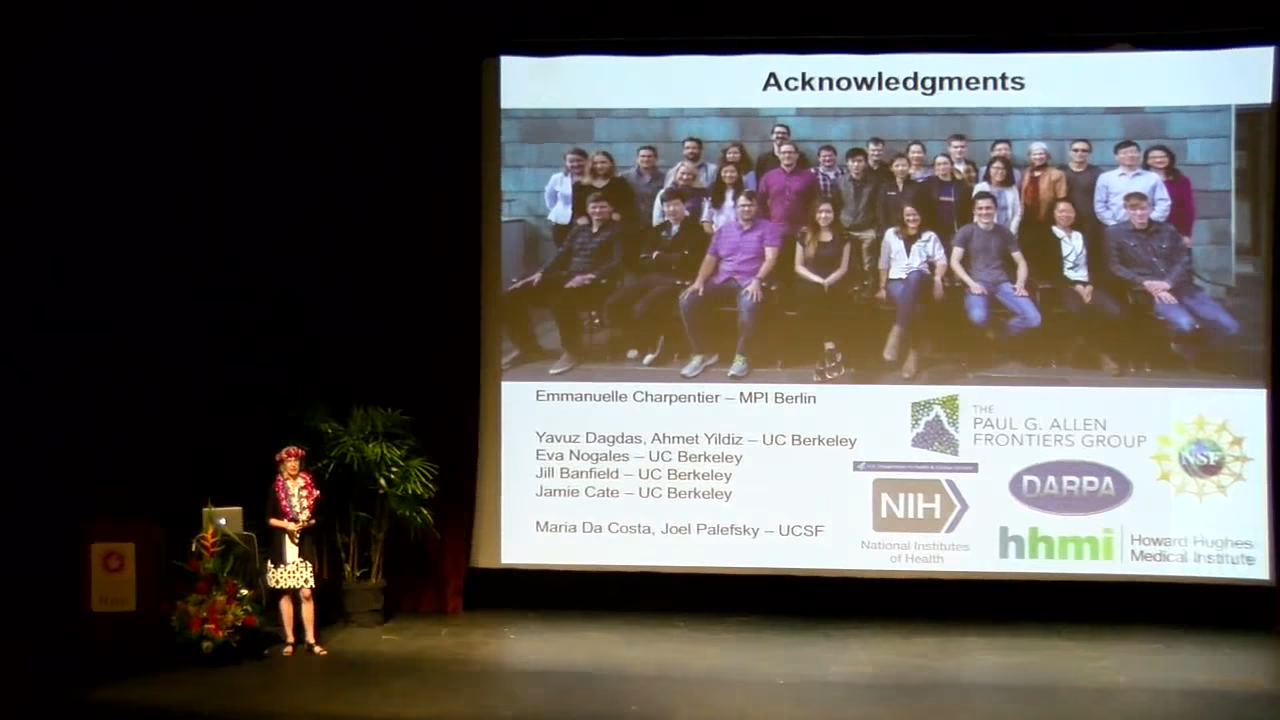 Acknowledgments
Emmanuelle Charpentier – MPI Berlin
Yavuz Dagdas, Ahmet Yildiz – UC Berkeley
Eva Nogales – UC Berkeley
Jill Banfield – UC Berkeley
Jamie Cate – UC Berkeley
Maria Da Costa, Joel Palefsky – UCSF
THE
PAUL G. ALLEN
FRONTIERS GROUP
NSF
NIH
National Institutes
of Health
DARPA
hhmi
Howard Hughes
Medical Institute